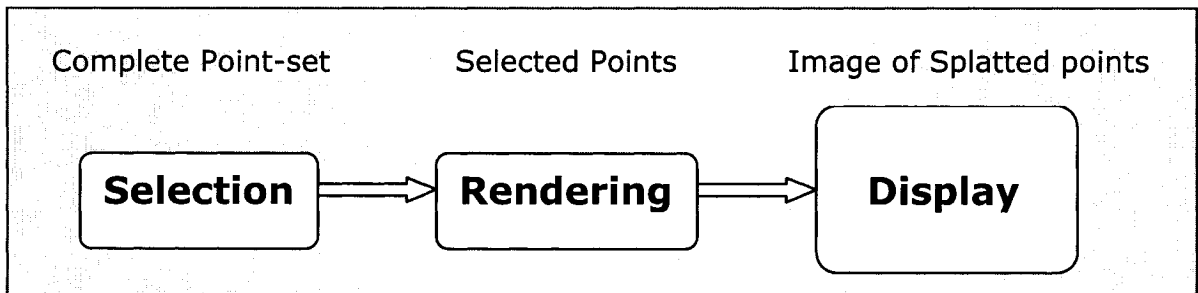 Complete Point-set
Selected Points
Image of Splatted points
Selection
Rendering
Display